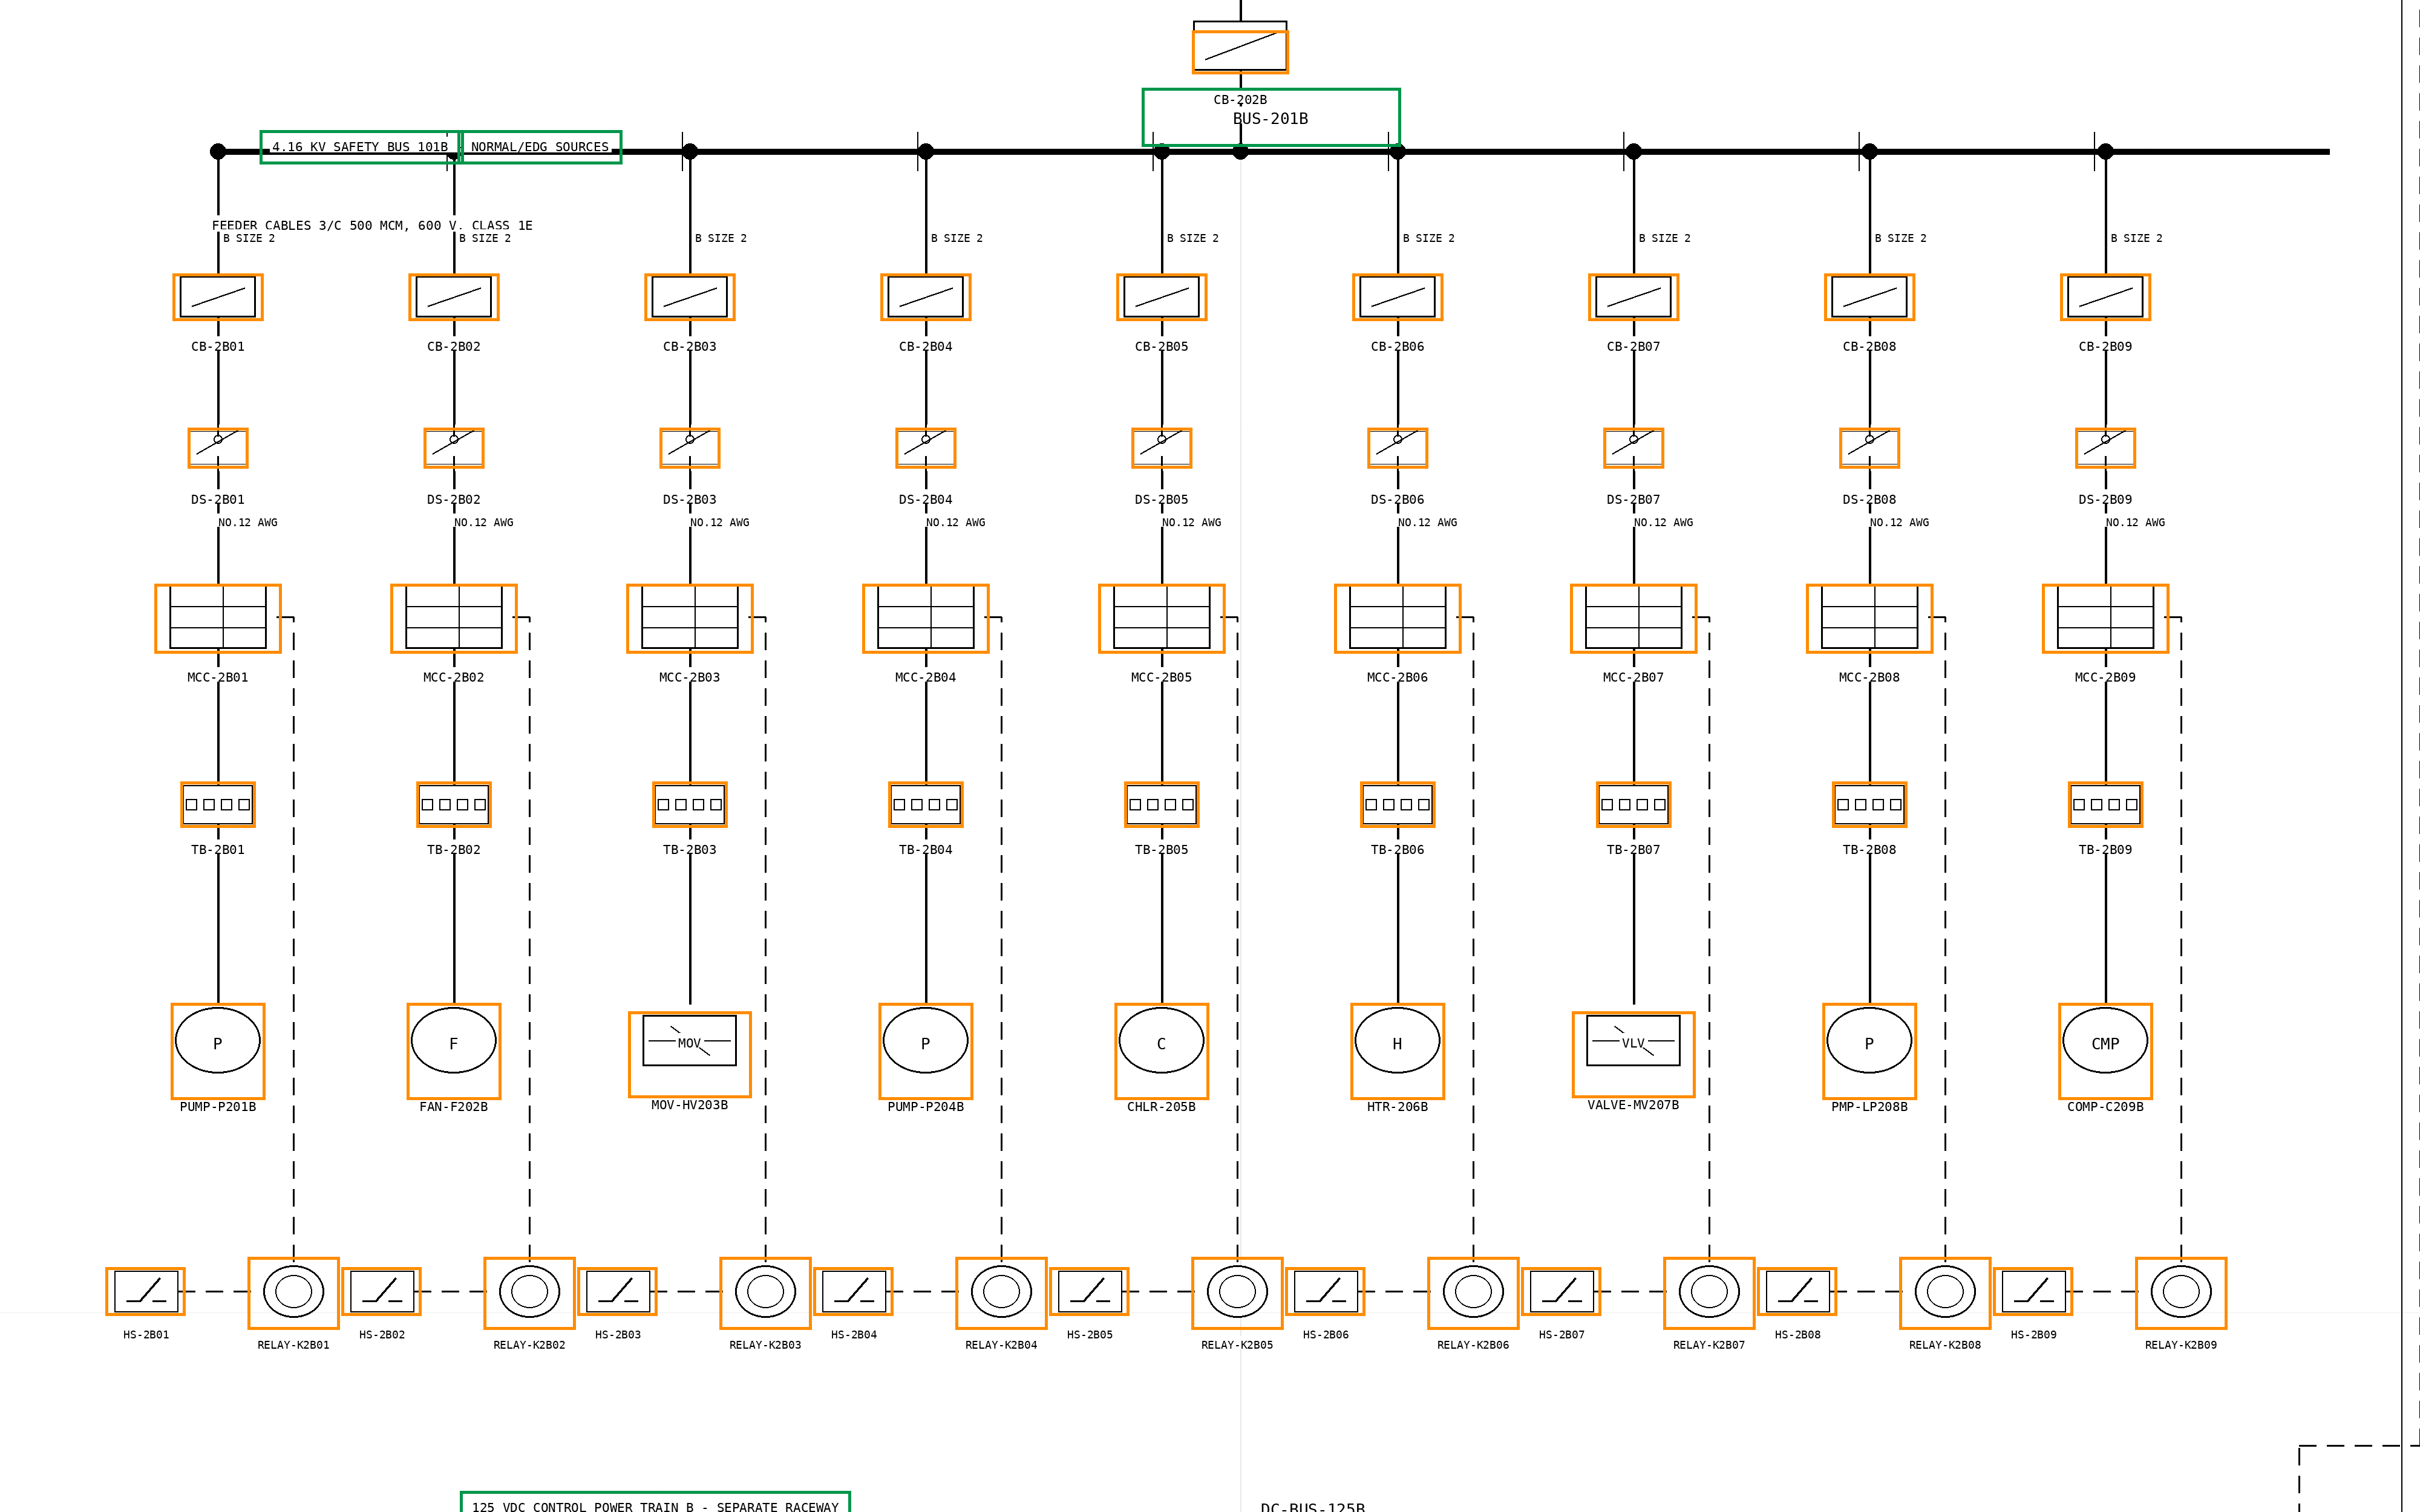 CB-202B
BUS-201B
4.16 KV SAFETY BUS 101B NORMAL/EDG SOURCES
FEEDER CABLES 3/C 500 MCM, 600 V. CLASS 1E
B SIZE 2 B SIZE 2 B SIZE 2 B SIZE 2 B SIZE 2 B SIZE 2 B SIZE 2 B SIZE 2 B SIZE 2
CB-2B01 CB-2B02 CB-2B03 CB-2B04 CB-2B05 CB-2B06 CB-2B07 CB-2B08 CB-2B09
DS-2B01 DS-2B02 DS-2B03 DS-2B04 DS-2B05 DS-2B06 DS-2B07 DS-2B08 DS-2B09
NO.12 AWG NO.12 AWG NO.12 AWG NO.12 AWG NO.12 AWG NO.12 AWG NO.12 AWG NO.12 AWG NO.12 AWG
MCC-2B01 MCC-2B02 MCC-2B03 MCC-2B04 MCC-2B05 MCC-2B06 MCC-2B07 MCC-2B08 MCC-2B09
TB-2B01 TB-2B02 TB-2B03 TB-2B04 TB-2B05 TB-2B06 TB-2B07 TB-2B08 TB-2B09
P F MOV P C H VLV P CMP
PUMP-P201B FAN-F202B MOV-HV203B PUMP-P204B CHLR-205B HTR-206B VALVE-MV207B PMP-LP208B COMP-C209B
HS-2B01 HS-2B02 HS-2B03 HS-2B04 HS-2B05 HS-2B06 HS-2B07 HS-2B08 HS-2B09
RELAY-K2B01 RELAY-K2B02 RELAY-K2B03 RELAY-K2B04 RELAY-K2B05 RELAY-K2B06 RELAY-K2B07 RELAY-K2B08 RELAY-K2B09
125 VDC CONTROL POWER TRAIN B - SEPARATE RACEWAY DC-BUS-125B